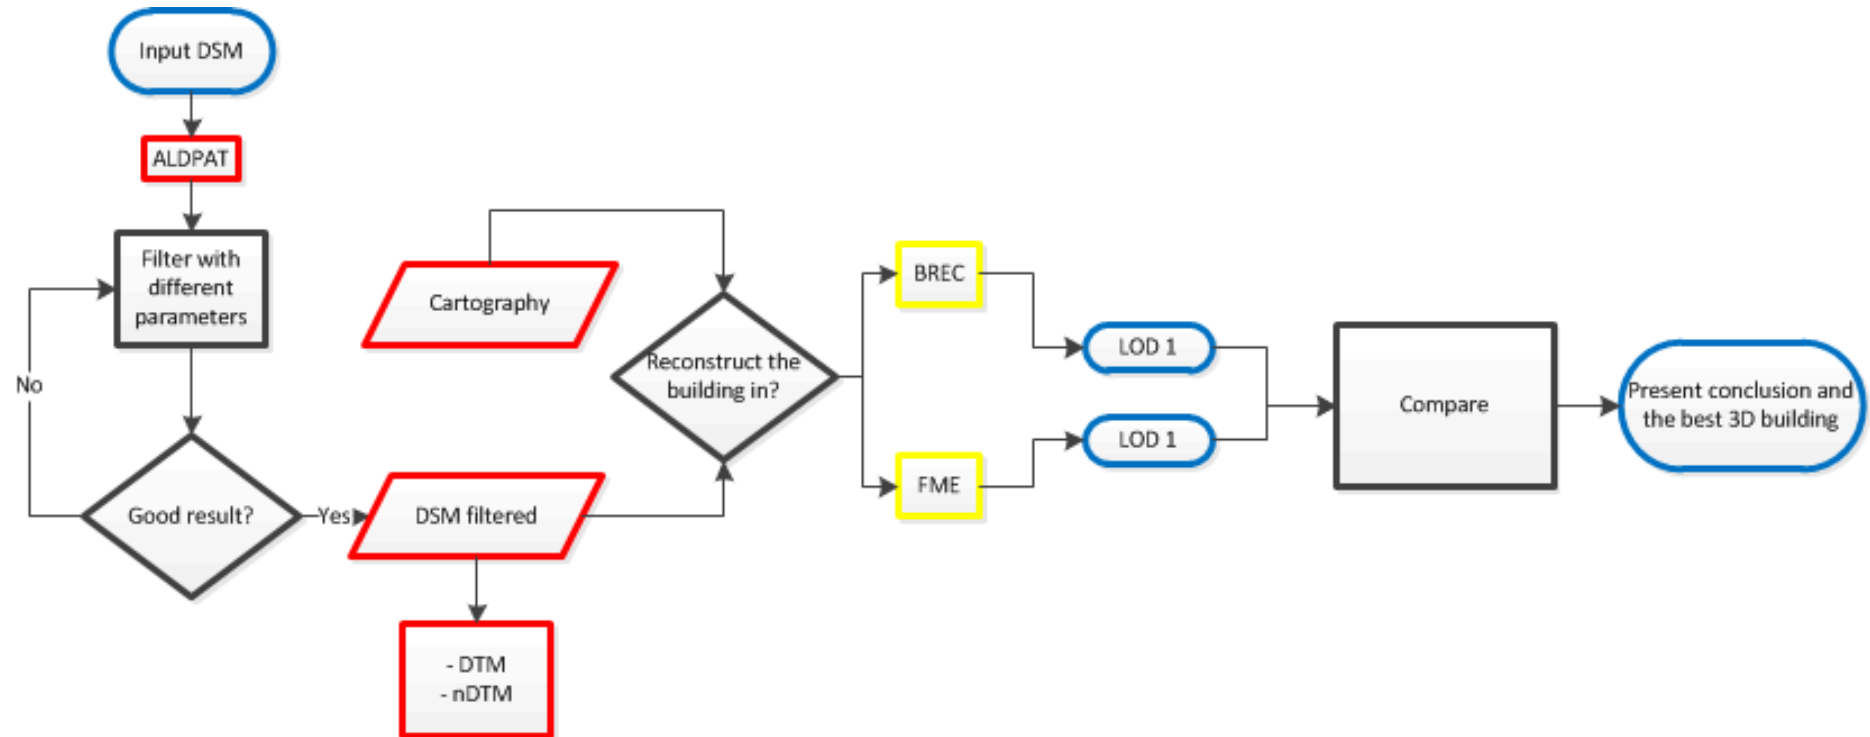 Input DSM
ALDPAT
Filter with
different
parameters
No
Good result?
Yes
Cartography
DSM filtered
- DTM
- nDTM
Reconstruct the
building in?
BREC
FME
LOD 1
LOD 1
Compare
Present conclusion and
the best 3D building